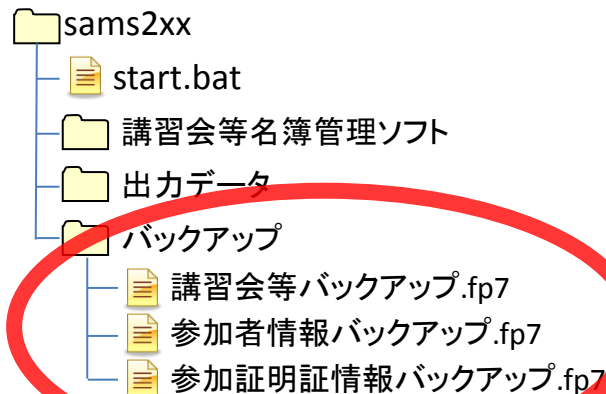 sams2xx
start.bat
講習会等名簿管理ソフト
出力データ
バックアップ
講習会等バックアップ.fp7
参加者情報バックアップ.fp7
参加証明証情報バックアップ.fp7